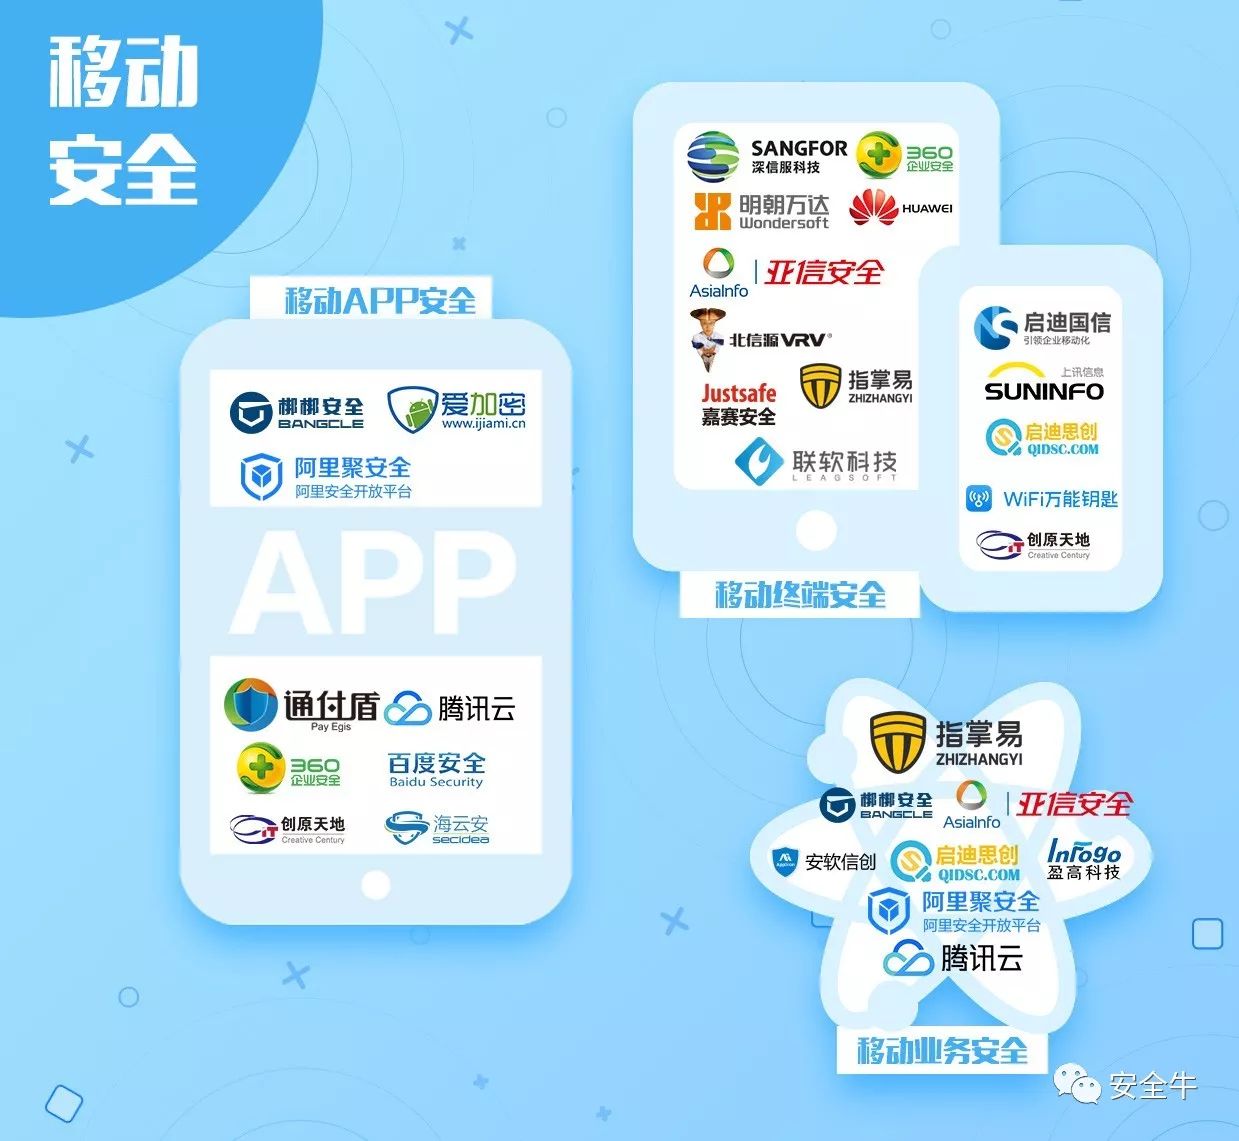 移动
安全
移动APP安全
梆梆安全
BANGCLE
爱加密
www.ijiami.cn
阿里聚安全
阿里安全开放平台
APP
通付盾
Pay Egis
腾讯云
360
企业安全
百度安全
Baidu Security
创原天地
Creative Century
海云安
secidea
SANGFOR
深信服科技
360
企业安全
明朝万达
Wondersoft
HUAWEI
AsiaInfo
亚信安全
北信源VRV®
Justsafe
嘉赛安全
指掌易
ZHIZHANGYI
联软科技
LEAGSOFT
启迪国信
引领企业移动化
上讯信息
SUNINFO
启迪思创
QIDSC.COM
WiFi万能钥匙
创原天地
Creative Century
移动终端安全
指掌易
ZHIZHANGYI
梆梆安全
BANGCLE
AsiaInfo
亚信安全
安软信创
启迪思创
QIDSC.COM
Infogo
盈高科技
阿里聚安全
阿里安全开放平台
腾讯云
移动业务安全
安全牛